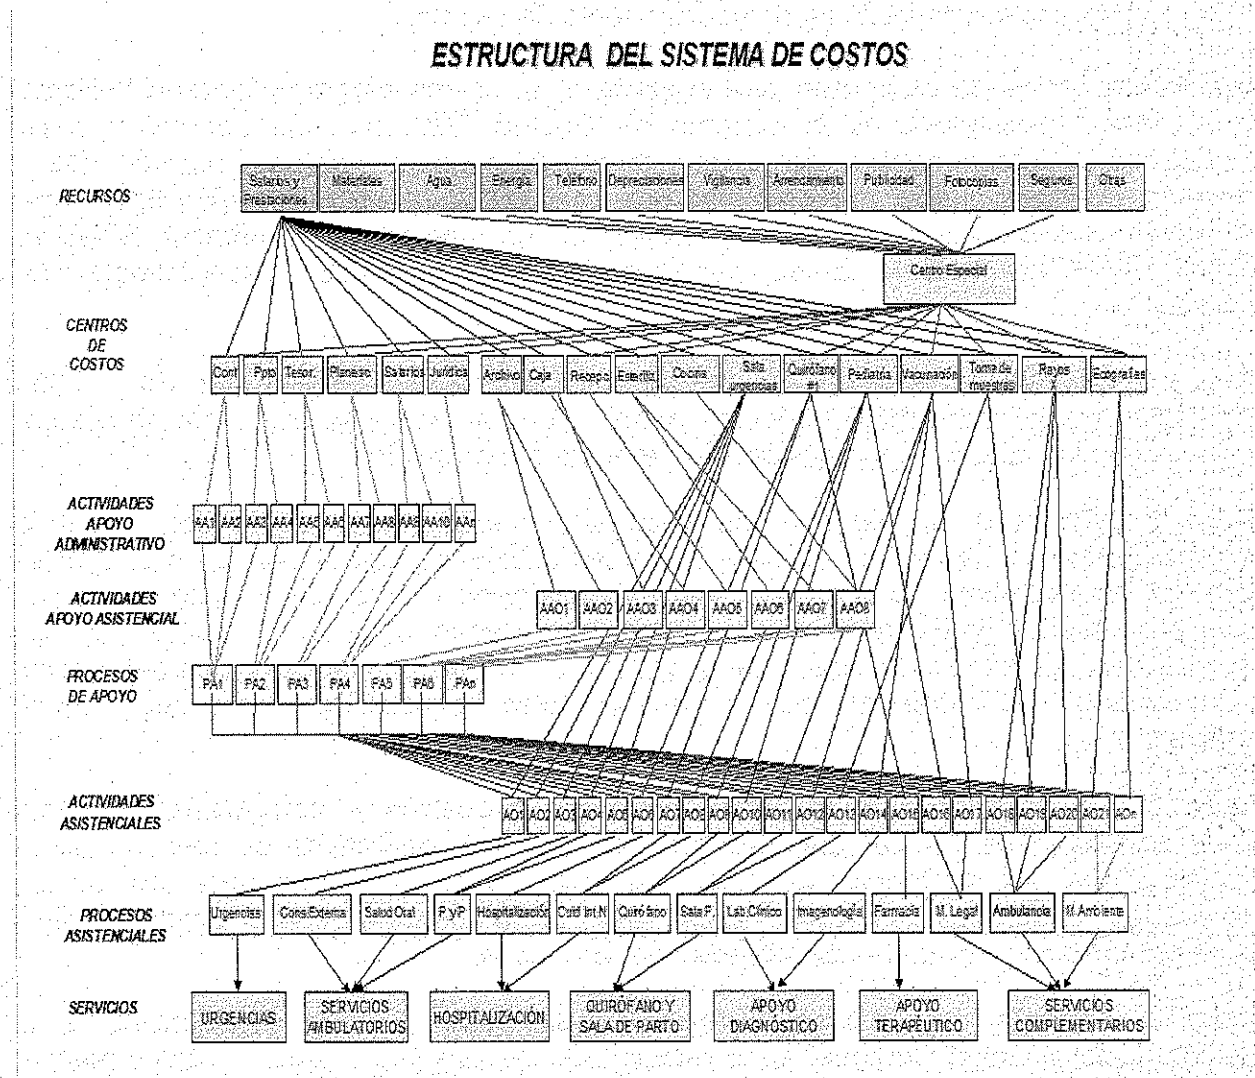 ESTRUCTURA DEL SISTEMA DE COSTOS
RECURSOS
Salarios y
Prestaciones
Materiales
Agua
Energia
Teléfono
Depreciaciones
Vigilancia
Arrendamiento
Publicidad
Fotocopias
Seguros
Otras
Centro Especial
CENTROS
DE
COSTOS
Cont
Ppto
Tesor.
Planeac
Salarios
Jurídica
Archivo
Caja
Recepc
Esteriliz
Cocina
Sala
urgencias
Quirófano
#1
Pediatria
Vacunación
Toma de
muestras
Rayos
X
Ecografías
ACTIVIDADES
APOYO
ADMINISTRATIVO
AA1
AA2
AA3
AA4
AA5
AA6
AA7
AA8
AA9
AA10
AAn
ACTIVIDADES
APOYO ASISTENCIAL
AAO1
AAO2
AAO3
AAO4
AAO5
AAO6
AAO7
AAO8
PROCESOS
DE APOYO
PA1
PA2
PA3
PA4
PA5
PA6
PAn
ACTIVIDADES
ASISTENCIALES
AO1
AO2
AO3
AO4
AO5
AO6
AO7
AO8
AO9
AO10
AO11
AO12
AO13
AO14
AO15
AO16
AO17
AO18
AO19
AO20
AO21
AOn
PROCESOS
ASISTENCIALES
Urgencias
Cons.Externa
Salud Oral
P yP
Hospitalización
Cuid Int.N
Quirófano
Sala P.
Lab.Clínico
Imagenología
Farmacia
M. Legal
Ambulancia
M.Ambiente
SERVICIOS
URGENCIAS
SERVICIOS
AMBULATORIOS
HOSPITALIZACIÓN
QUIRÓFANO Y
SALA DE PARTO
APOYO
DIAGNÓSTICO
APOYO
TERAPÉUTICO
SERVICIOS
COMPLEMENTARIOS